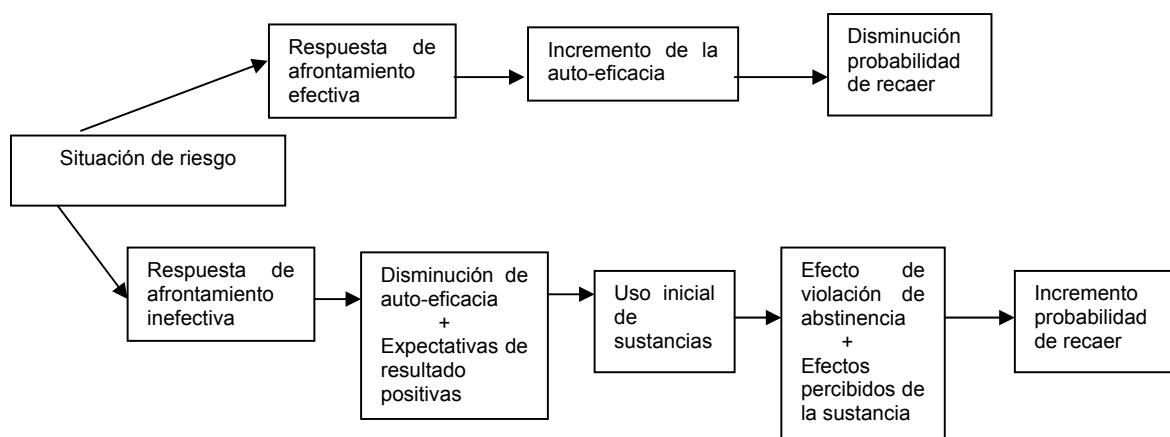 Respuesta de
afrontamiento
efectiva
Incremento de la
auto-eficacia
Disminución
probabilidad
de recaer
Situación de riesgo
Respuesta de
afrontamiento
inefectiva
Disminución de
auto-eficacia
+
Expectativas de
resultado
positivas
Uso inicial
de
sustancias
Efecto de
violación de
abstinencia
+
Efectos
percibidos de
la sustancia
Incremento
probabilidad
de recaer